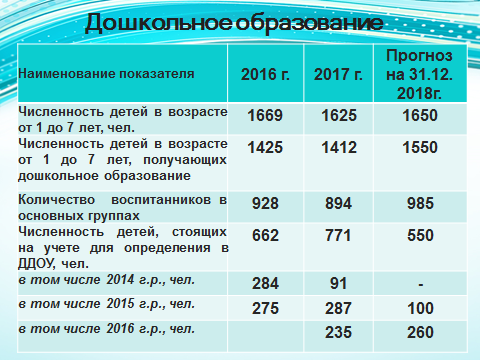 Дошкольное образование
Наименование показателя 2016 г. 2017 г. Прогноз на 31.12. 2018г.
Численность детей в возрасте от 1 до 7 лет, чел. 1669 1625 1650
Численность детей в возрасте от 1 до 7 лет, получающих дошкольное образование 1425 1412 1550
Количество воспитанников в основных группах 928 894 985
Численность детей, стоящих на учете для определения в ДДОУ, чел. 662 771 550
в том числе 2014 г.р., чел. 284 91 -
в том числе 2015 г.р., чел. 275 287 100
в том числе 2016 г.р., чел. 235 260